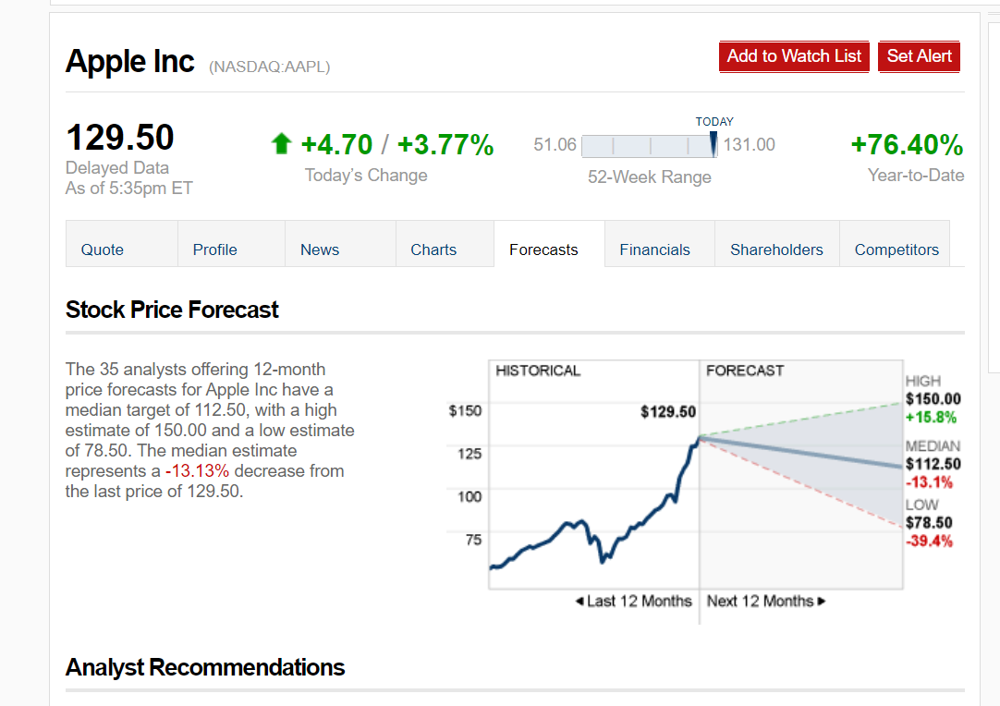 Apple Inc (NASDAQ:AAPL)
Add to Watch List
Set Alert
129.50
Delayed Data
As of 5:35pm ET
+4.70 / +3.77%
Today's Change
TODAY
51.06 131.00
52-Week Range
+76.40%
Year-to-Date
Quote Profile News Charts Forecasts Financials Shareholders Competitors
Stock Price Forecast
The 35 analysts offering 12-month
price forecasts for Apple Inc have a
median target of 112.50, with a high
estimate of 150.00 and a low estimate
of 78.50. The median estimate
represents a -13.13% decrease from
the last price of 129.50.
HISTORICAL
FORECAST
$150
125
100
75
$129.50
HIGH
$150.00
+15.8%
MEDIAN
$112.50
-13.1%
LOW
$78.50
-39.4%
Last 12 Months
Next 12 Months
Analyst Recommendations